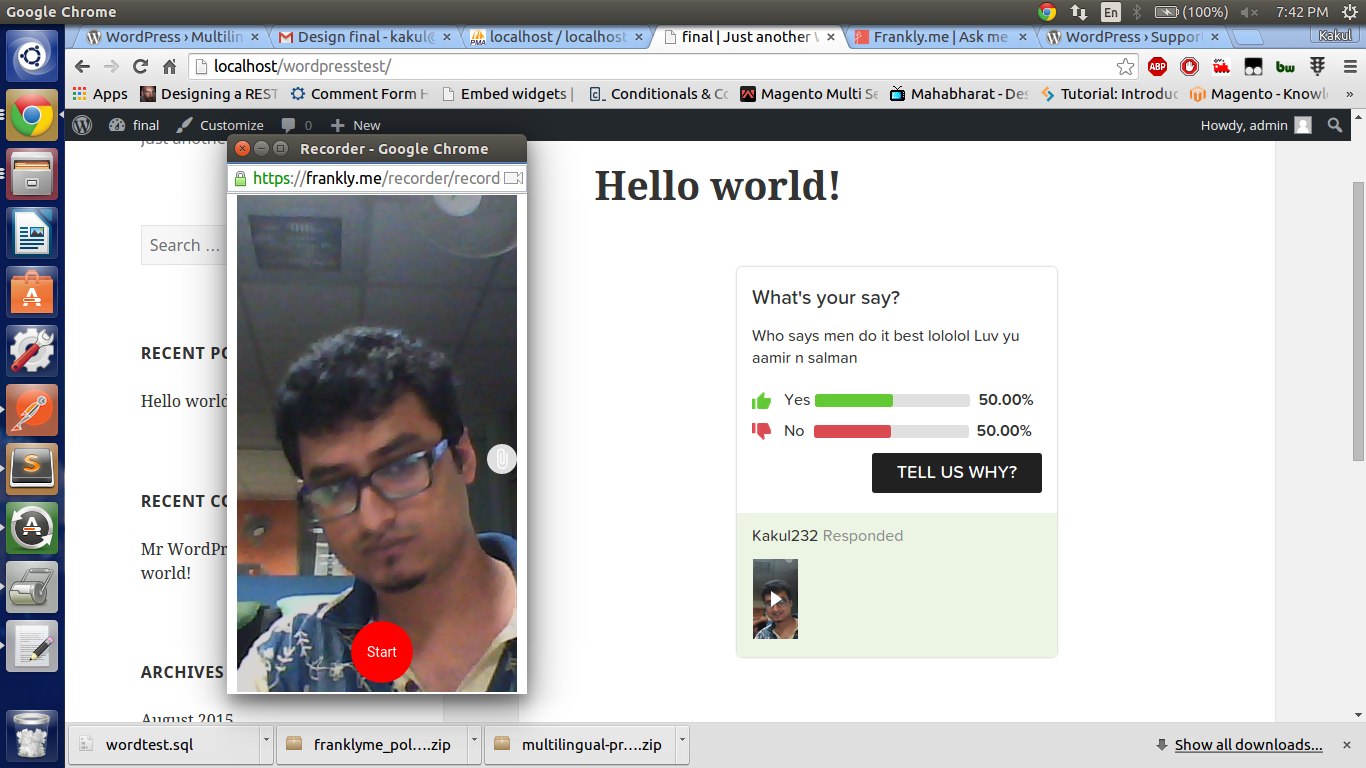 Google Chrome
En
(100%)
7:42 PM
WordPress › Multilin
Design final - kakul@
localhost / localhost
final | Just another W
Frankly.me | Ask me
WordPress › Suppor
Kakul
localhost/wordpresstest/
ABP
bw
Apps
Designing a REST
Comment Form H
Embed widgets |
Conditionals & Co
Magento Multi Se
Mahabharat - Des
Tutorial: Introduc
Magento - Knowl
»
final
Customize
0
New
Howdy, admin
just anothe
Recorder - Google Chrome
https://frankly.me/recorder/record
Start
Search …
RECENT PO
Hello world
RECENT CO
Mr WordPr
world!
ARCHIVES
August 2015
Hello world!
What's your say?
Who says men do it best lololol Luv yu
aamir n salman
Yes 50.00%
No 50.00%
TELL US WHY?
Kakul232 Responded
wordtest.sql
franklyme_pol....zip
multilingual-pr....zip
Show all downloads...